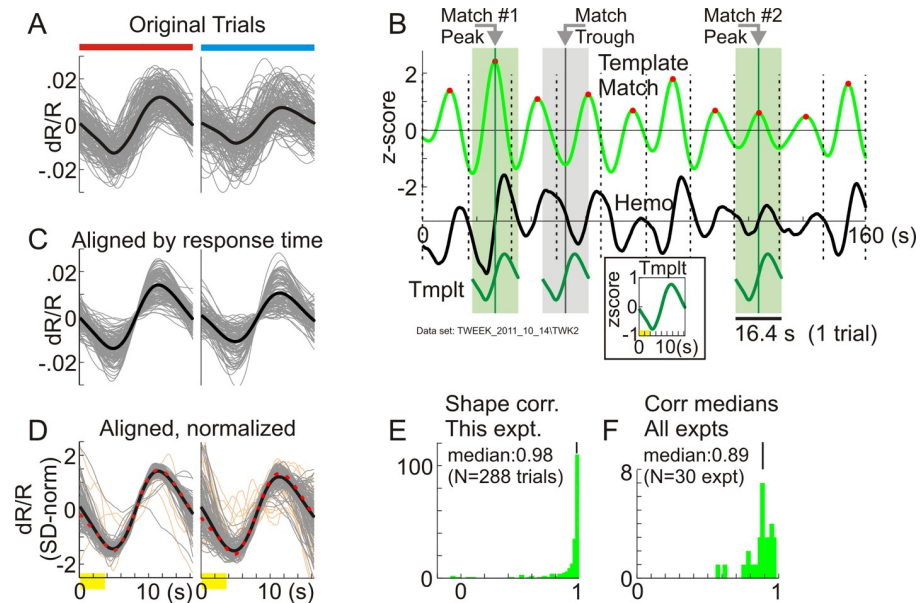 A
Original Trials
.02
0
-.02
dR/R
C
Aligned by response time
.02
0
-.02
dR/R
D
Aligned, normalized
2
0
-2
dR/R
(SD-norm)
0 10 (s)
0 10 (s)
B
Match #1
Peak
Match
Trough
Match #2
Peak
Template
Match
2
0
-2
z-score
Hemo
0
160 (s)
Tmplt
Tmplt
1
0
-1
zscore
0 10(s)
16.4 s (1 trial)
Data set: TWEEK_2011_10_14\TWK2
E
Shape corr.
This expt.
median:0.98
(N=288 trials)
100
0
0 1
F
Corr medians
All expts
median:0.89
(N=30 expt)
8
0
0 1